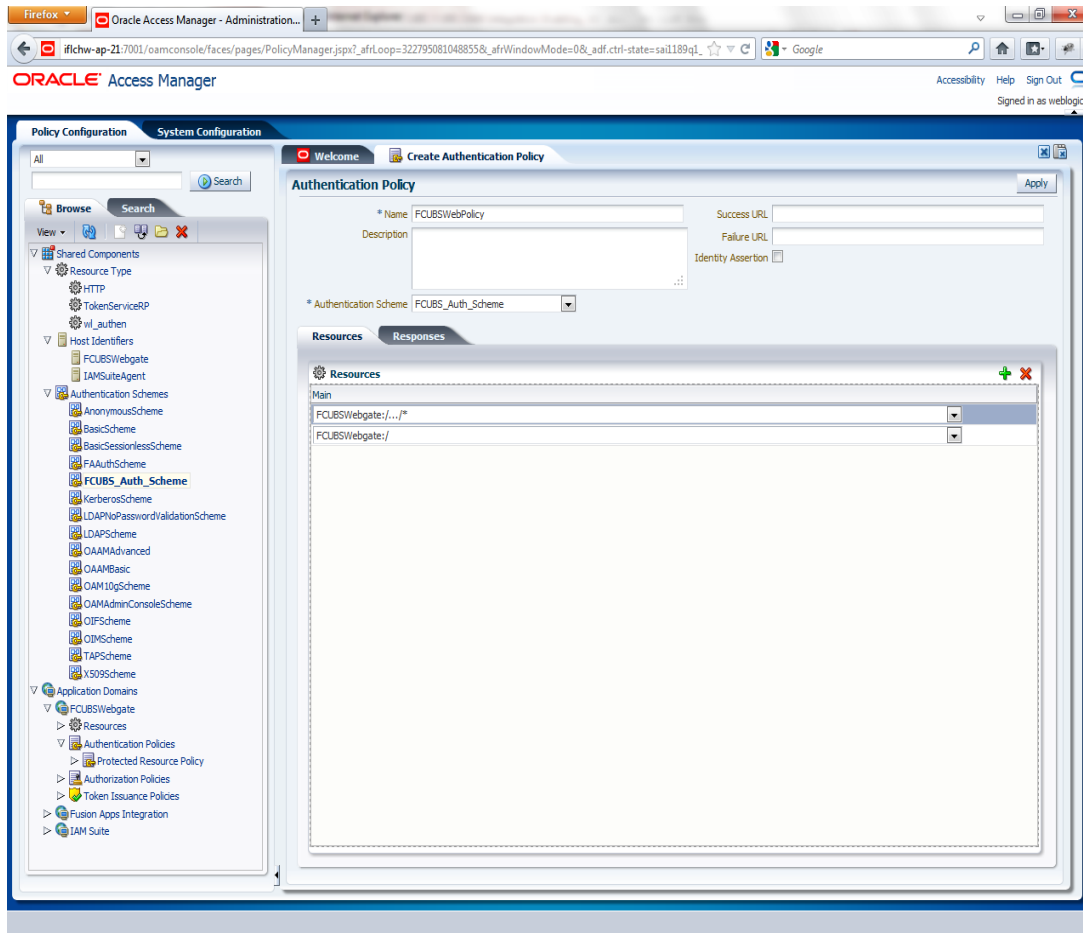 Firefox
Oracle Access Manager - Administration...
iflchw-ap-21:7001/oamconsole/faces/pages/PolicyManager.jspx?_afrLoop=322795081048855&_afrWindowMode=0&_adf.ctrl-state=sai1189q1_
Google
ORACLE Access Manager
Accessibility Help Sign Out
Signed in as weblogic
Policy Configuration System Configuration
All
Search
Browse Search
View
Shared Components
Resource Type
HTTP
TokenServiceRP
wl_authen
Host Identifiers
FCUBSWebgate
IAMSuiteAgent
Authentication Schemes
AnonymousScheme
BasicScheme
BasicSessionlessScheme
FAAuthScheme
FCUBS_Auth_Scheme
KerberosScheme
LDAPNoPasswordValidationScheme
LDAPScheme
OAAMAdvanced
OAAMBasic
OAM10gScheme
OAMAdminConsoleScheme
OIFScheme
OIMScheme
TAPScheme
X509Scheme
Application Domains
FCUBSWebgate
Resources
Authentication Policies
Protected Resource Policy
Authorization Policies
Token Issuance Policies
Fusion Apps Integration
IAM Suite
Welcome Create Authentication Policy
Authentication Policy Apply
* Name FCUBSWebPolicy
Description
* Authentication Scheme FCUBS_Auth_Scheme
Success URL
Failure URL
Identity Assertion
Resources Responses
Resources
Main
FCUBSWebgate:/.../*
FCUBSWebgate:/